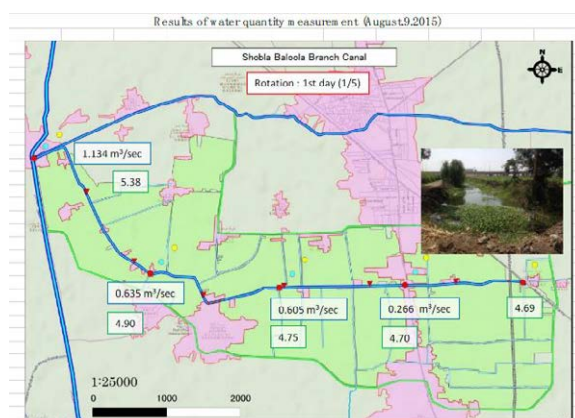 Results of water quantity measurement (August.9.2015)
Shobla Baloola Branch Canal
Rotation : 1st day (1/5)
N
E
1.134 m³/sec
5.38
0.635 m³/sec
4.90
0.605 m³/sec
4.75
0.266 m³/sec
4.70
4.69
1:25000
0 1000 2000